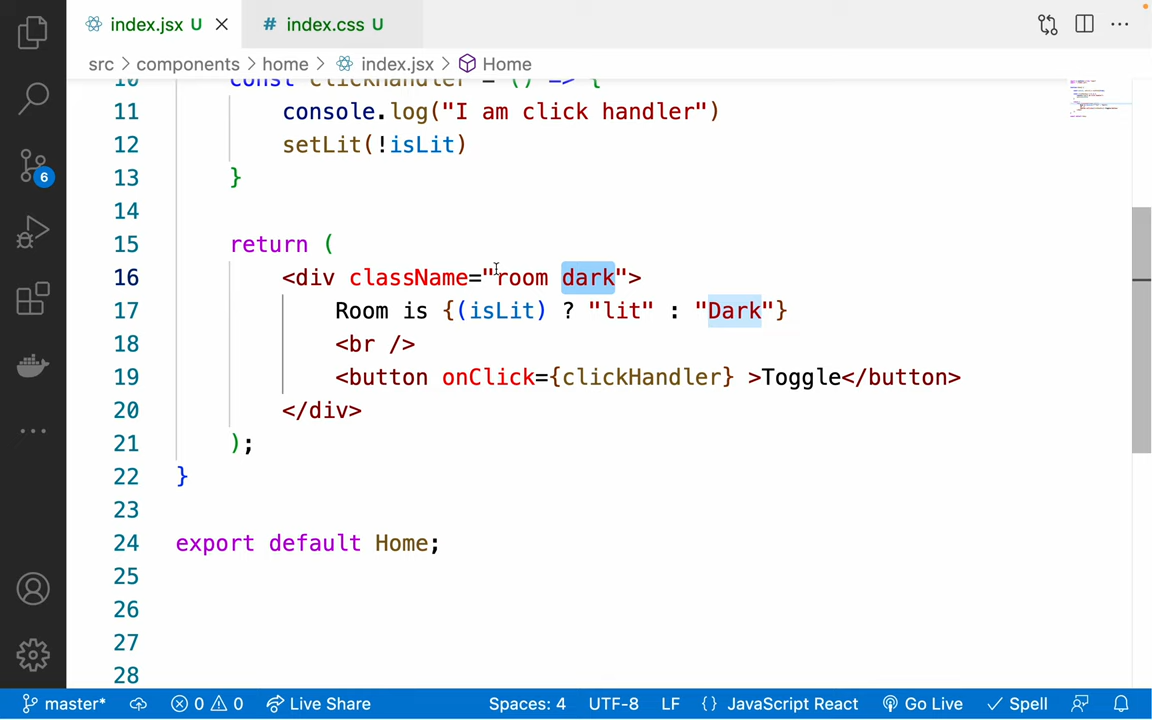 index.jsx U
# index.css U
src > components > home > index.jsx > Home
10 const clickHandler = () => {
11 console.log("I am click handler")
12 setLit(!isLit)
13 }
14
15 return (
16 <div className="room dark">
17 Room is {(isLit) ? "lit" : "Dark"}
18 <br />
19 <button onClick={clickHandler} >Toggle</button>
20 </div>
21 );
22 }
23
24 export default Home;
25
26
27
28
6
master* 0 0 Live Share Spaces: 4 UTF-8 LF {} JavaScript React Go Live Spell